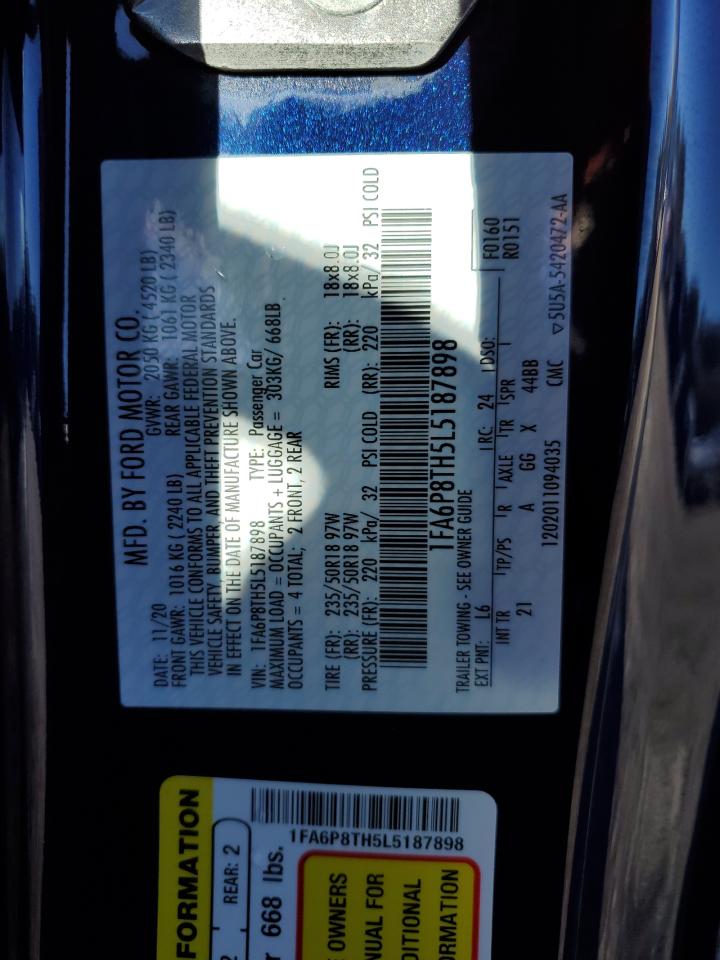 MFD. BY FORD MOTOR CO.
DATE: 11/20 GVWR: 2050 KG ( 4520 LB)
FRONT GAWR: 1016 KG ( 2240 LB) REAR GAWR: 1061 KG ( 2340 LB)
THIS VEHICLE CONFORMS TO ALL APPLICABLE FEDERAL MOTOR
VEHICLE SAFETY, BUMPER, AND THEFT PREVENTION STANDARDS
IN EFFECT ON THE DATE OF MANUFACTURE SHOWN ABOVE.
VIN: 1FA6P8TH5L5187898 TYPE: Passenger Car
MAXIMUM LOAD = OCCUPANTS + LUGGAGE = 303KG/ 668LB
OCCUPANTS = 4 TOTAL; 2 FRONT, 2 REAR
TIRE (FR): 235/50R18 97W RIMS (FR): 18x8.0J
(RR): 235/50R18 97W (RR): 18x8.0J
PRESSURE (FR): 220 kPa/ 32 PSI COLD (RR): 220 kPa/ 32 PSI COLD
1FA6P8TH5L5187898
TRAILER TOWING - SEE OWNER GUIDE F0160
EXT PNT: L6 RC: 24 DSO: R0151
INT TR TP/PS R AXLE TR SPR
21 A GG X 44BB
1202011094035 CMC ▽5U5A-5420472-AA
FORMATION
REAR: 2
668 lbs.
1FA6P8TH5L5187898
OWNERS
NUAL FOR
DITIONAL
ORMATION